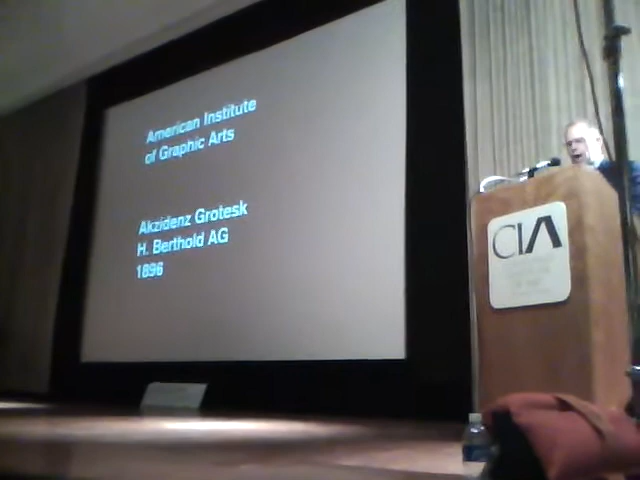 American Institute
of Graphic Arts
Akzidenz Grotesk
H. Berthold AG
1896
CIA